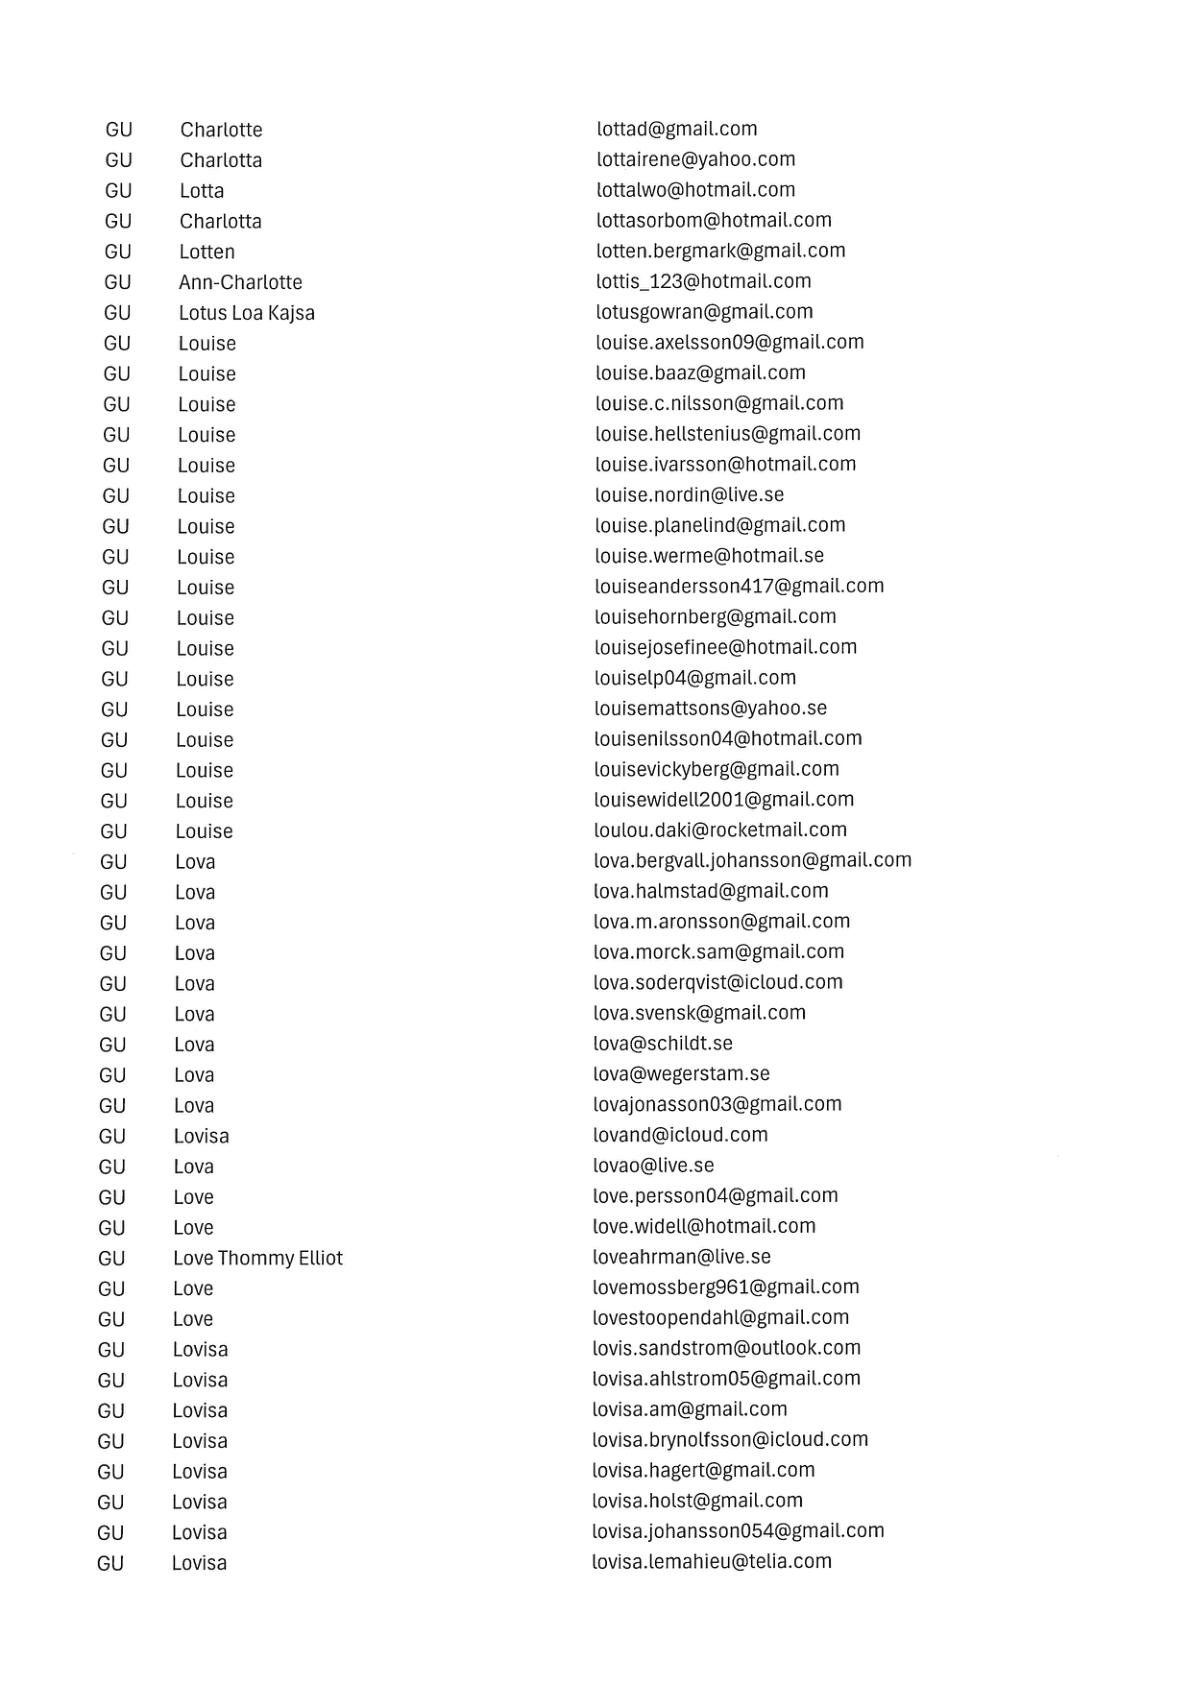 GU Charlotte lottad@gmail.com
GU Charlotta lottairene@yahoo.com
GU Lotta lottalwo@hotmail.com
GU Charlotta lottasorbom@hotmail.com
GU Lotten lotten.bergmark@gmail.com
GU Ann-Charlotte lottis_123@hotmail.com
GU Lotus Loa Kajsa lotusgowran@gmail.com
GU Louise louise.axelsson09@gmail.com
GU Louise louise.baaz@gmail.com
GU Louise louise.c.nilsson@gmail.com
GU Louise louise.hellstenius@gmail.com
GU Louise louise.ivarsson@hotmail.com
GU Louise louise.nordin@live.se
GU Louise louise.planelind@gmail.com
GU Louise louise.werme@hotmail.se
GU Louise louiseandersson417@gmail.com
GU Louise louisehornberg@gmail.com
GU Louise louisejosefinee@hotmail.com
GU Louise louiselp04@gmail.com
GU Louise louisemattsons@yahoo.se
GU Louise louisenilsson04@hotmail.com
GU Louise louisevickyberg@gmail.com
GU Louise louisewidell2001@gmail.com
GU Louise loulou.daki@rocketmail.com
GU Lova lova.bergvall.johansson@gmail.com
GU Lova lova.halmstad@gmail.com
GU Lova lova.m.aronsson@gmail.com
GU Lova lova.morck.sam@gmail.com
GU Lova lova.soderqvist@icloud.com
GU Lova lova.svensk@gmail.com
GU Lova lova@schildt.se
GU Lova lova@wegerstam.se
GU Lova lovajonasson03@gmail.com
GU Lovisa lovand@icloud.com
GU Lova lovao@live.se
GU Love love.persson04@gmail.com
GU Love love.widell@hotmail.com
GU Love Thommy Elliot loveahrman@live.se
GU Love lovemossberg961@gmail.com
GU Love lovestoopendahl@gmail.com
GU Lovisa lovis.sandstrom@outlook.com
GU Lovisa lovisa.ahlstrom05@gmail.com
GU Lovisa lovisa.am@gmail.com
GU Lovisa lovisa.brynolfsson@icloud.com
GU Lovisa lovisa.hagert@gmail.com
GU Lovisa lovisa.holst@gmail.com
GU Lovisa lovisa.johansson054@gmail.com
GU Lovisa lovisa.lemahieu@telia.com